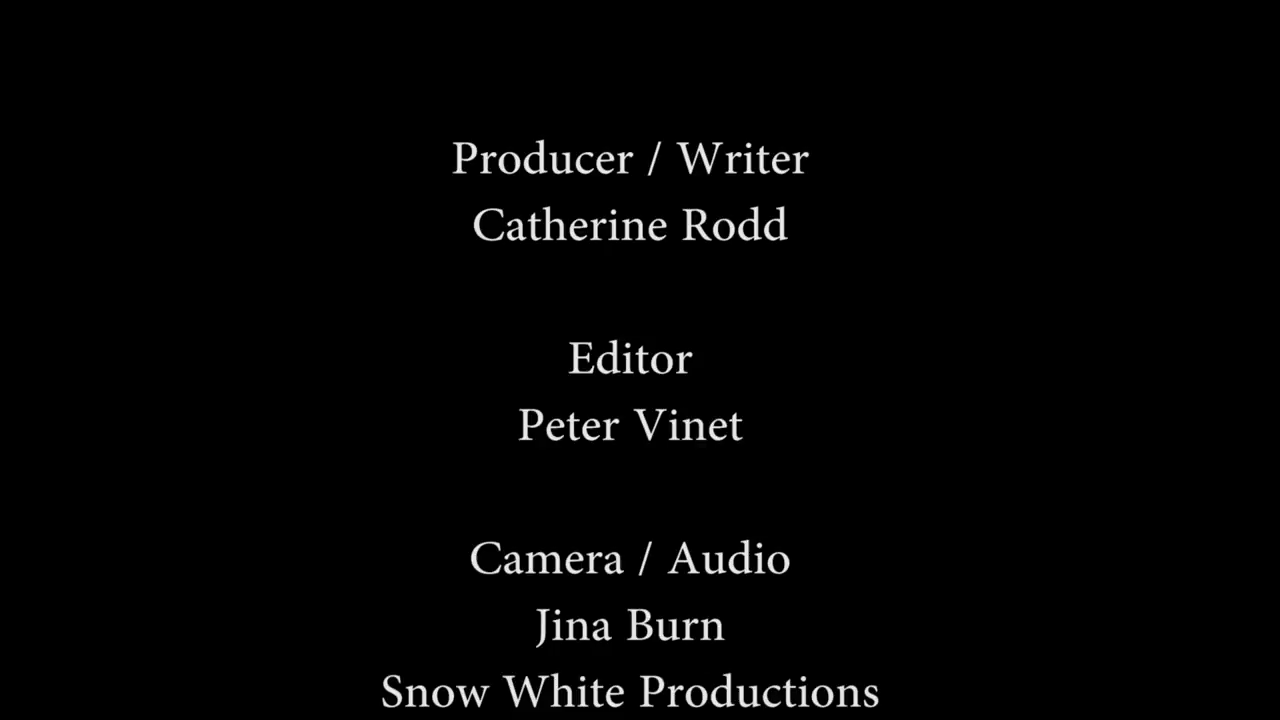 Producer / Writer
Catherine Rodd
Editor
Peter Vinet
Camera / Audio
Jina Burn
Snow White Productions